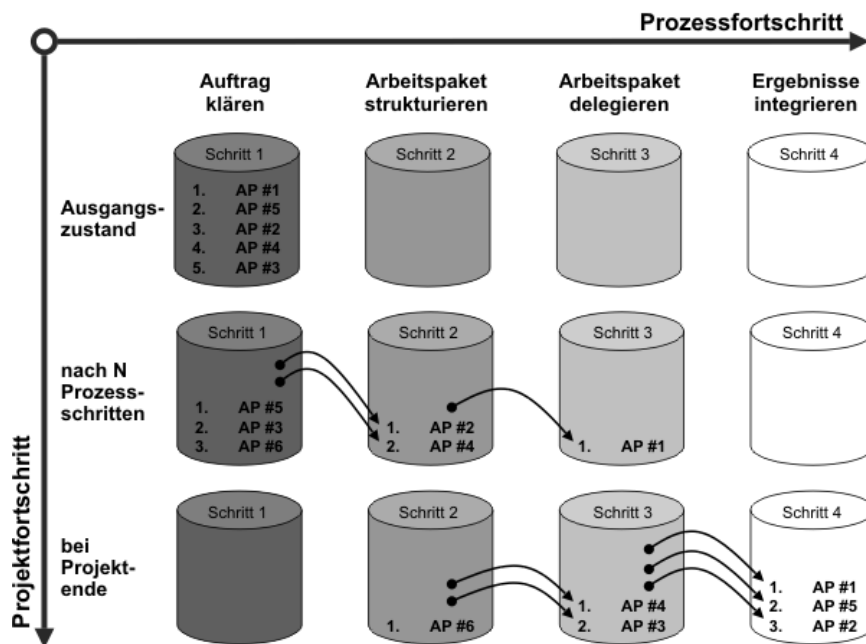 Prozessfortschritt
Auftrag
klären
Arbeitspaket
strukturieren
Arbeitspaket
delegieren
Ergebnisse
integrieren
Projektfortschritt
Ausgangs-
zustand
Schritt 1
1. AP #1
2. AP #5
3. AP #2
4. AP #4
5. AP #3
Schritt 2
Schritt 3
Schritt 4
nach N
Prozess-
schritten
Schritt 1
1. AP #5
2. AP #3
3. AP #6
Schritt 2
1. AP #2
2. AP #4
Schritt 3
1. AP #1
Schritt 4
bei
Projekt-
ende
Schritt 1
Schritt 2
1. AP #6
Schritt 3
1. AP #4
2. AP #3
Schritt 4
1. AP #1
2. AP #5
3. AP #2